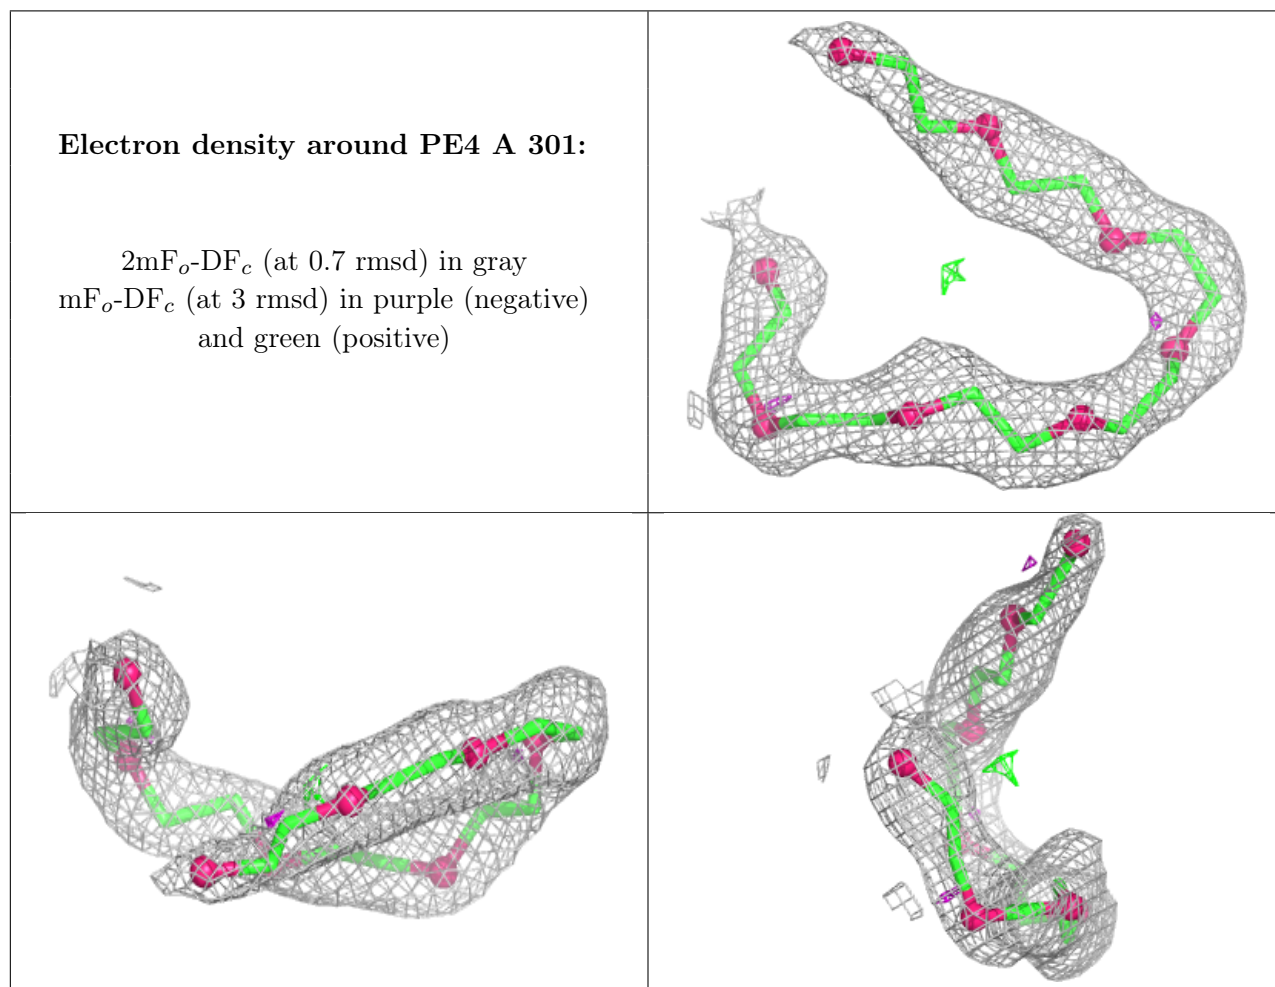 Electron density around PE4 A 301:
2mFo-DFc (at 0.7 rmsd) in gray
mFo-DFc (at 3 rmsd) in purple (negative)
and green (positive)